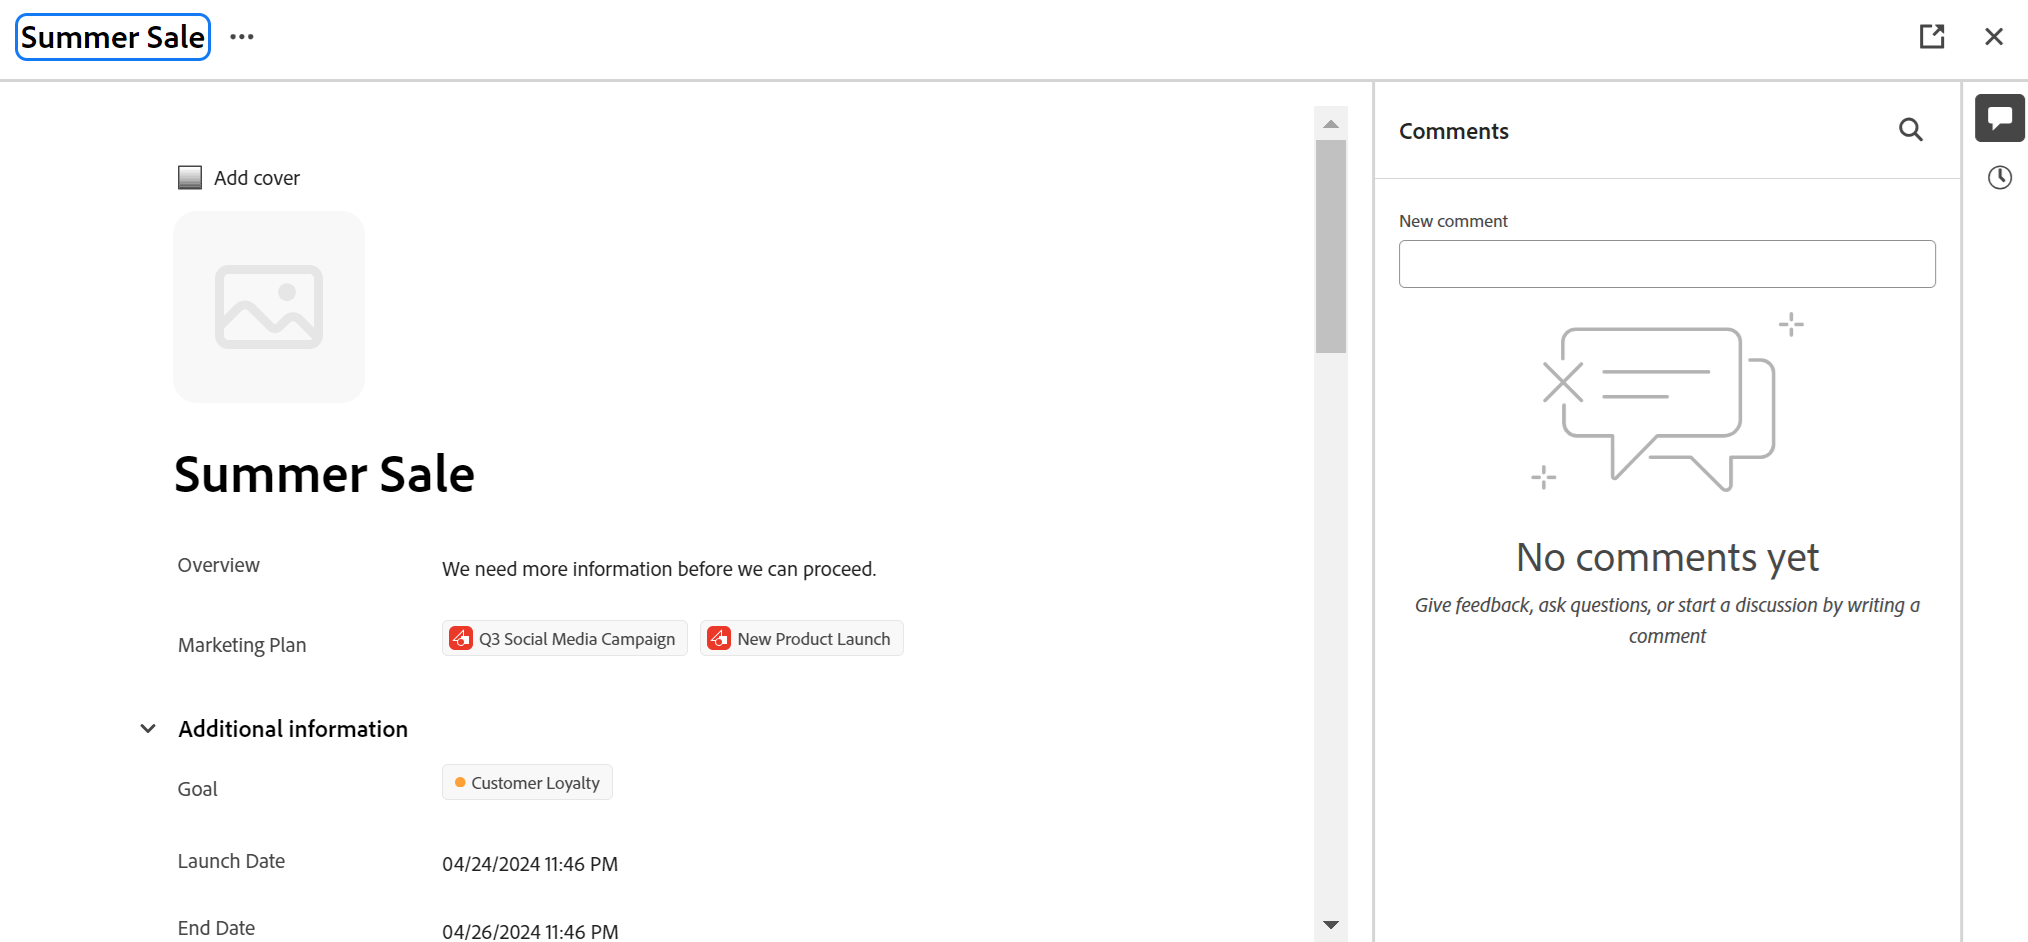 Summer Sale
Add cover
Summer Sale
Overview
We need more information before we can proceed.
Marketing Plan
Q3 Social Media Campaign
New Product Launch
Additional information
Goal
Customer Loyalty
Launch Date
04/24/2024 11:46 PM
End Date
04/26/2024 11:46 PM
Comments
New comment
No comments yet
Give feedback, ask questions, or start a discussion by writing a
comment